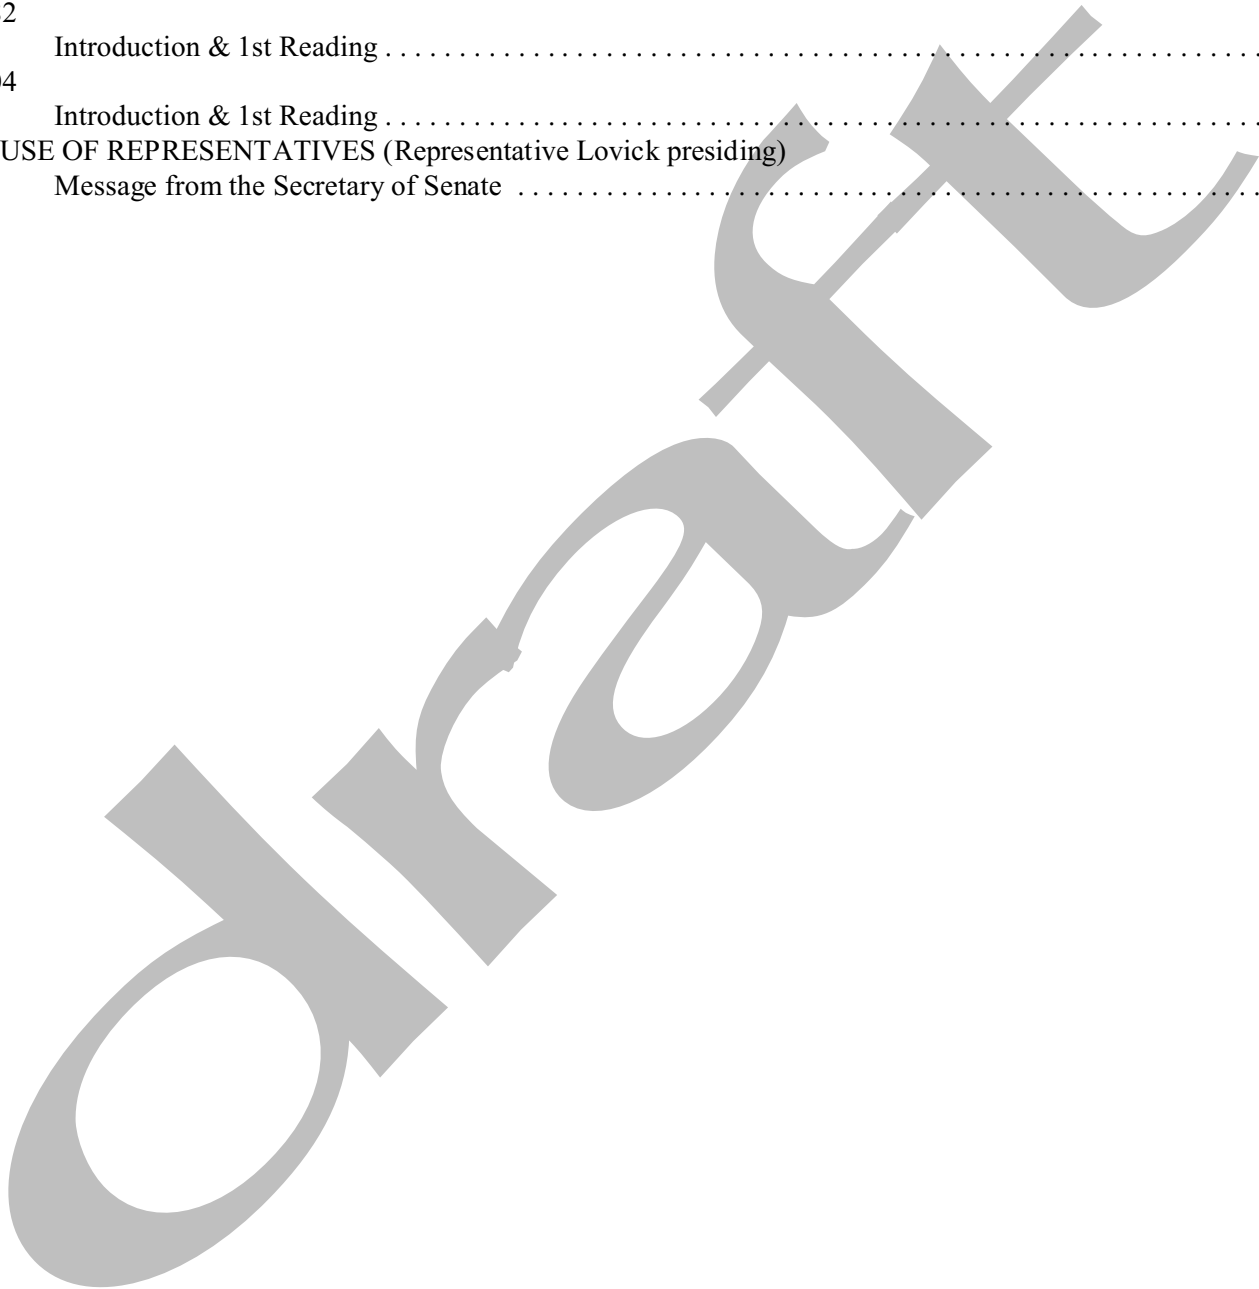 2
Introduction & 1st Reading . . . . . . . . . . . . . . . . . . . . . . . . . . . . . . . . . . . . . . . . . . . . . . . . . . . . . . . . . . . .
04
Introduction & 1st Reading . . . . . . . . . . . . . . . . . . . . . . . . . . . . . . . . . . . . . . . . . . . . . . . . . . . . . . . . . . . .
USE OF REPRESENTATIVES (Representative Lovick presiding)
Message from the Secretary of Senate . . . . . . . . . . . . . . . . . . . . . . . . . . . . . . . . . . . . . . . . . . . . . . . . . . .
draft